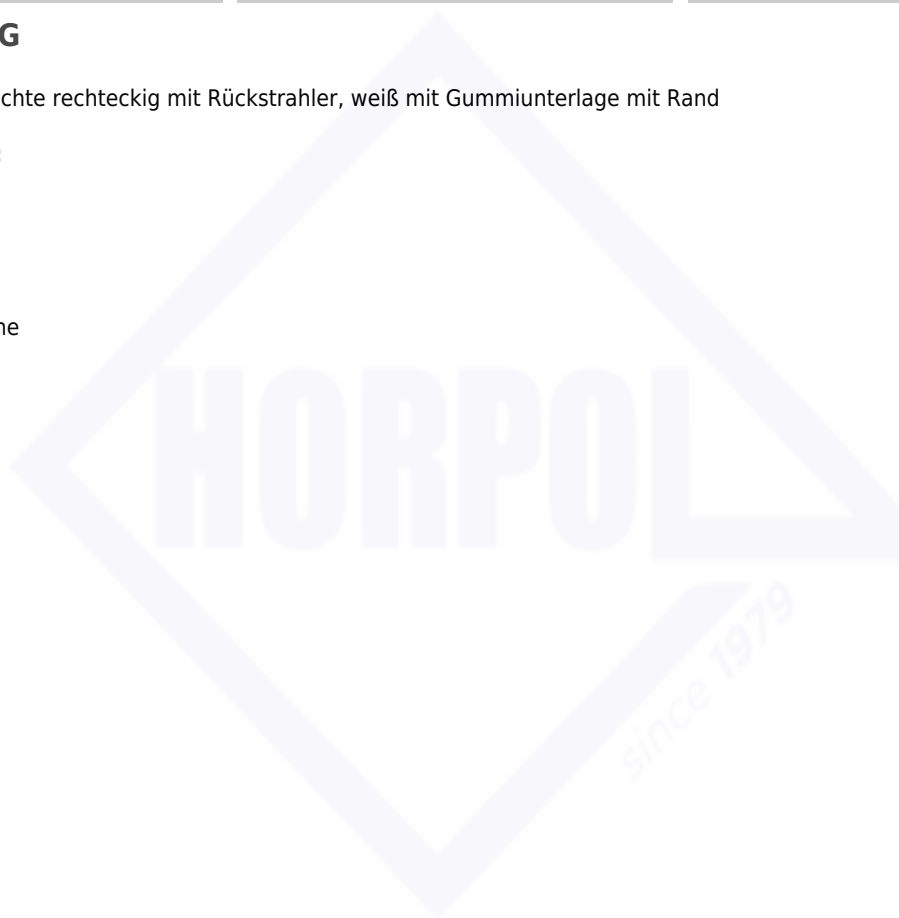 G
chte rechteckig mit Rückstrahler, weiß mit Gummiunterlage mit Rand
ne
HORPOL
since 1979